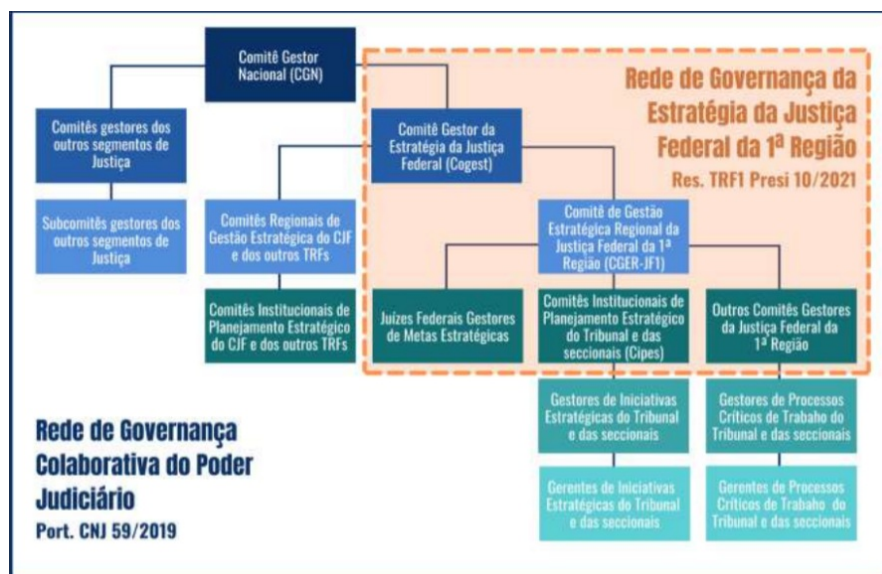 Comitê Gestor
Nacional (CGN)
Rede de Governança da
Estratégia da Justiça
Federal da 1ª Região
Res. TRF1 Presi 10/2021
Comitês gestores dos
outros segmentos de
Justiça
Comitê Gestor da
Estratégia da Justiça
Federal (Cogest)
Subcomitês gestores dos
outros segmentos de
Justiça
Comitês Regionais de
Gestão Estratégica do CJF
e dos outros TRFs
Comitê de Gestão
Estratégica Regional da
Justiça Federal da 1ª
Região (CGER-JF1)
Comitês Institucionais de
Planejamento Estratégico
do CJF e dos outros TRFs
Juízes Federais Gestores
de Metas Estratégicas
Comitês Institucionais de
Planejamento Estratégico
do Tribunal e das
seccionais (Cipes)
Outros Comitês Gestores
da Justiça Federal da
1ª Região
Gestores de Iniciativas
Estratégicas do Tribunal
e das seccionais
Gestores de Processos
Críticos de Trabaho do
Tribunal e das seccionais
Gerentes de Iniciativas
Estratégicas do Tribunal
e das seccionais
Gerentes de Processos
Críticos de Trabaho do
Tribunal e das seccionais
Rede de Governança
Colaborativa do Poder
Judiciário
Port. CNJ 59/2019